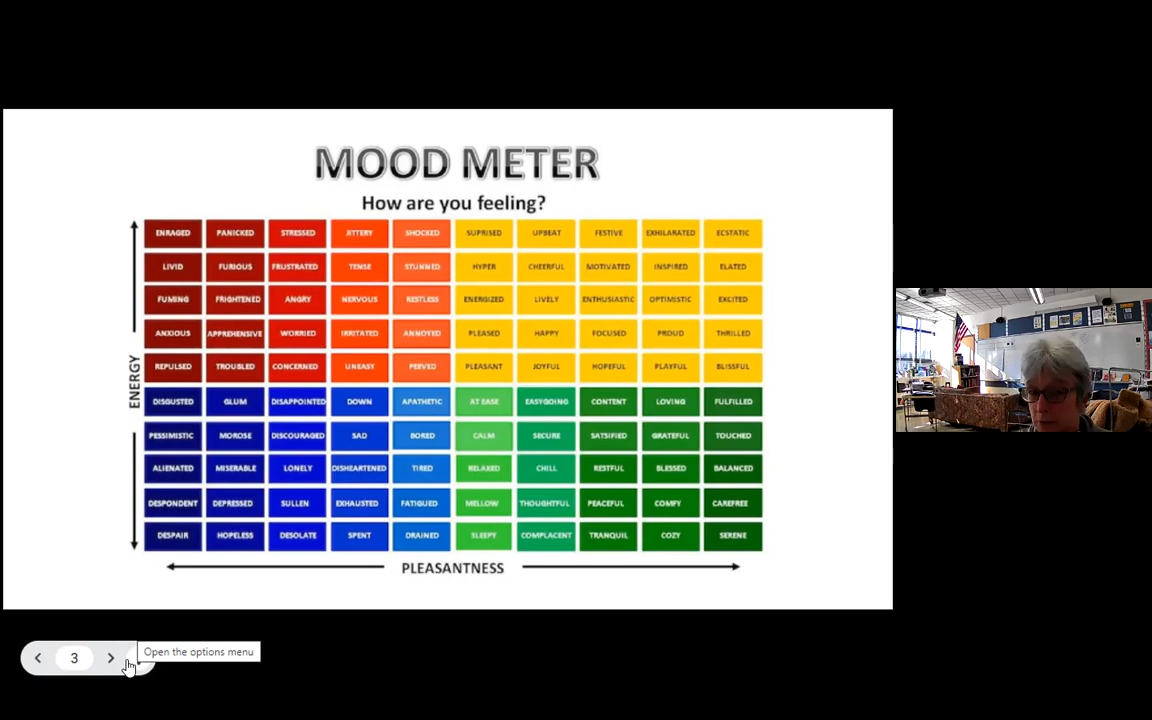 MOOD METER
How are you feeling?
ENRAGED PANICKED STRESSED JITTERY SHOCKED SUPRISED UPBEAT FESTIVE EXHILARATED ECSTATIC
LIVID FURIOUS FRUSTRATED TENSE STUNNED HYPER CHEERFUL MOTIVATED INSPIRED ELATED
FUMING FRIGHTENED ANGRY NERVOUS RESTLESS ENERGIZED LIVELY ENTHUSIASTIC OPTIMISTIC EXCITED
ANXIOUS APPREHENSIVE WORRIED IRRITATED ANNOYED PLEASED HAPPY FOCUSED PROUD THRILLED
REPULSED TROUBLED CONCERNED UNEASY PEEVED PLEASANT JOYFUL HOPEFUL PLAYFUL BLISSFUL
ENERGY
DISGUSTED GLUM DISAPPOINTED DOWN APATHETIC AT EASE EASYGOING CONTENT LOVING FULFILLED
PESSIMISTIC MOROSE DISCOURAGED SAD BORED CALM SECURE SATSIFIED GRATEFUL TOUCHED
ALIENATED MISERABLE LONELY DISHEARTENED TIRED RELAXED CHILL RESTFUL BLESSED BALANCED
DESPONDENT DEPRESSED SULLEN EXHAUSTED FATIGUED MELLOW THOUGHTFUL PEACEFUL COMFY CAREFREE
DESPAIR HOPELESS DESOLATE SPENT DRAINED SLEEPY COMPLACENT TRANQUIL COZY SERENE
PLEASANTNESS
3
Open the options menu